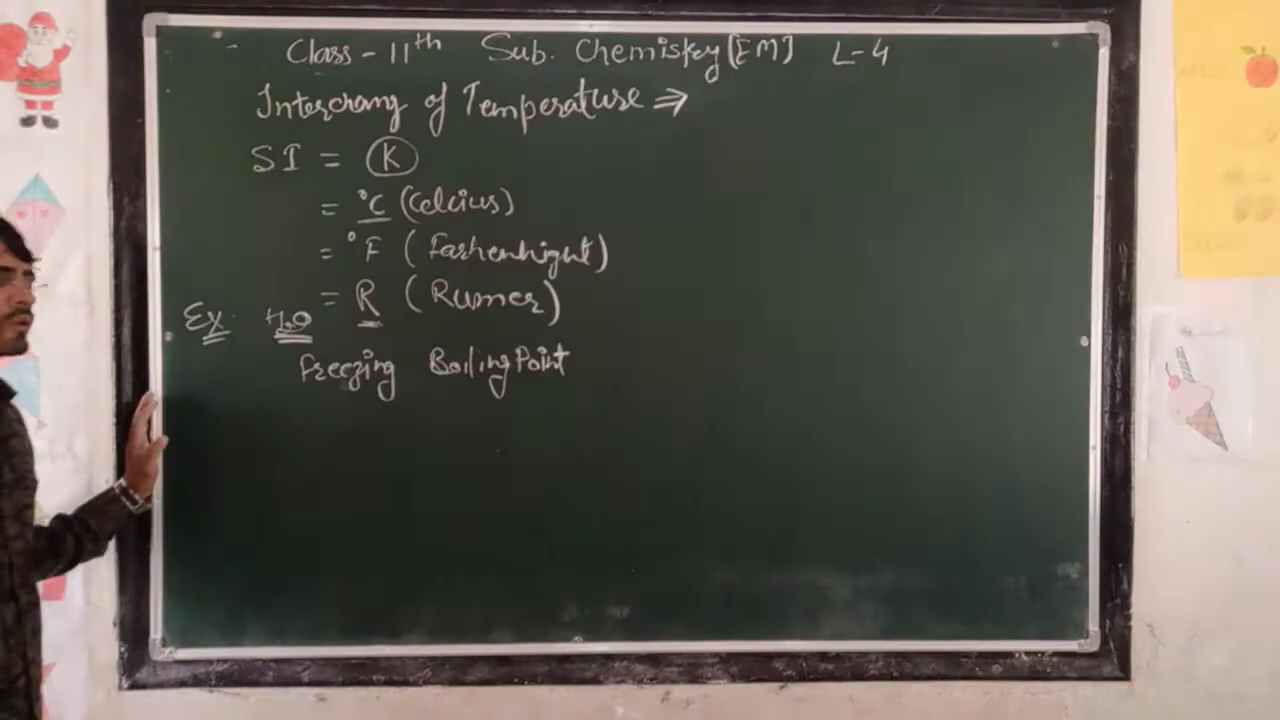 Class - 11th Sub. Chemistry [EM] L-4
Interchang of Temperature ⇒
SI = K
= °C (Celcius)
= °F (Farhenhight)
= R (Rumer)
Ex. H₂O
Freezing Boiling Point